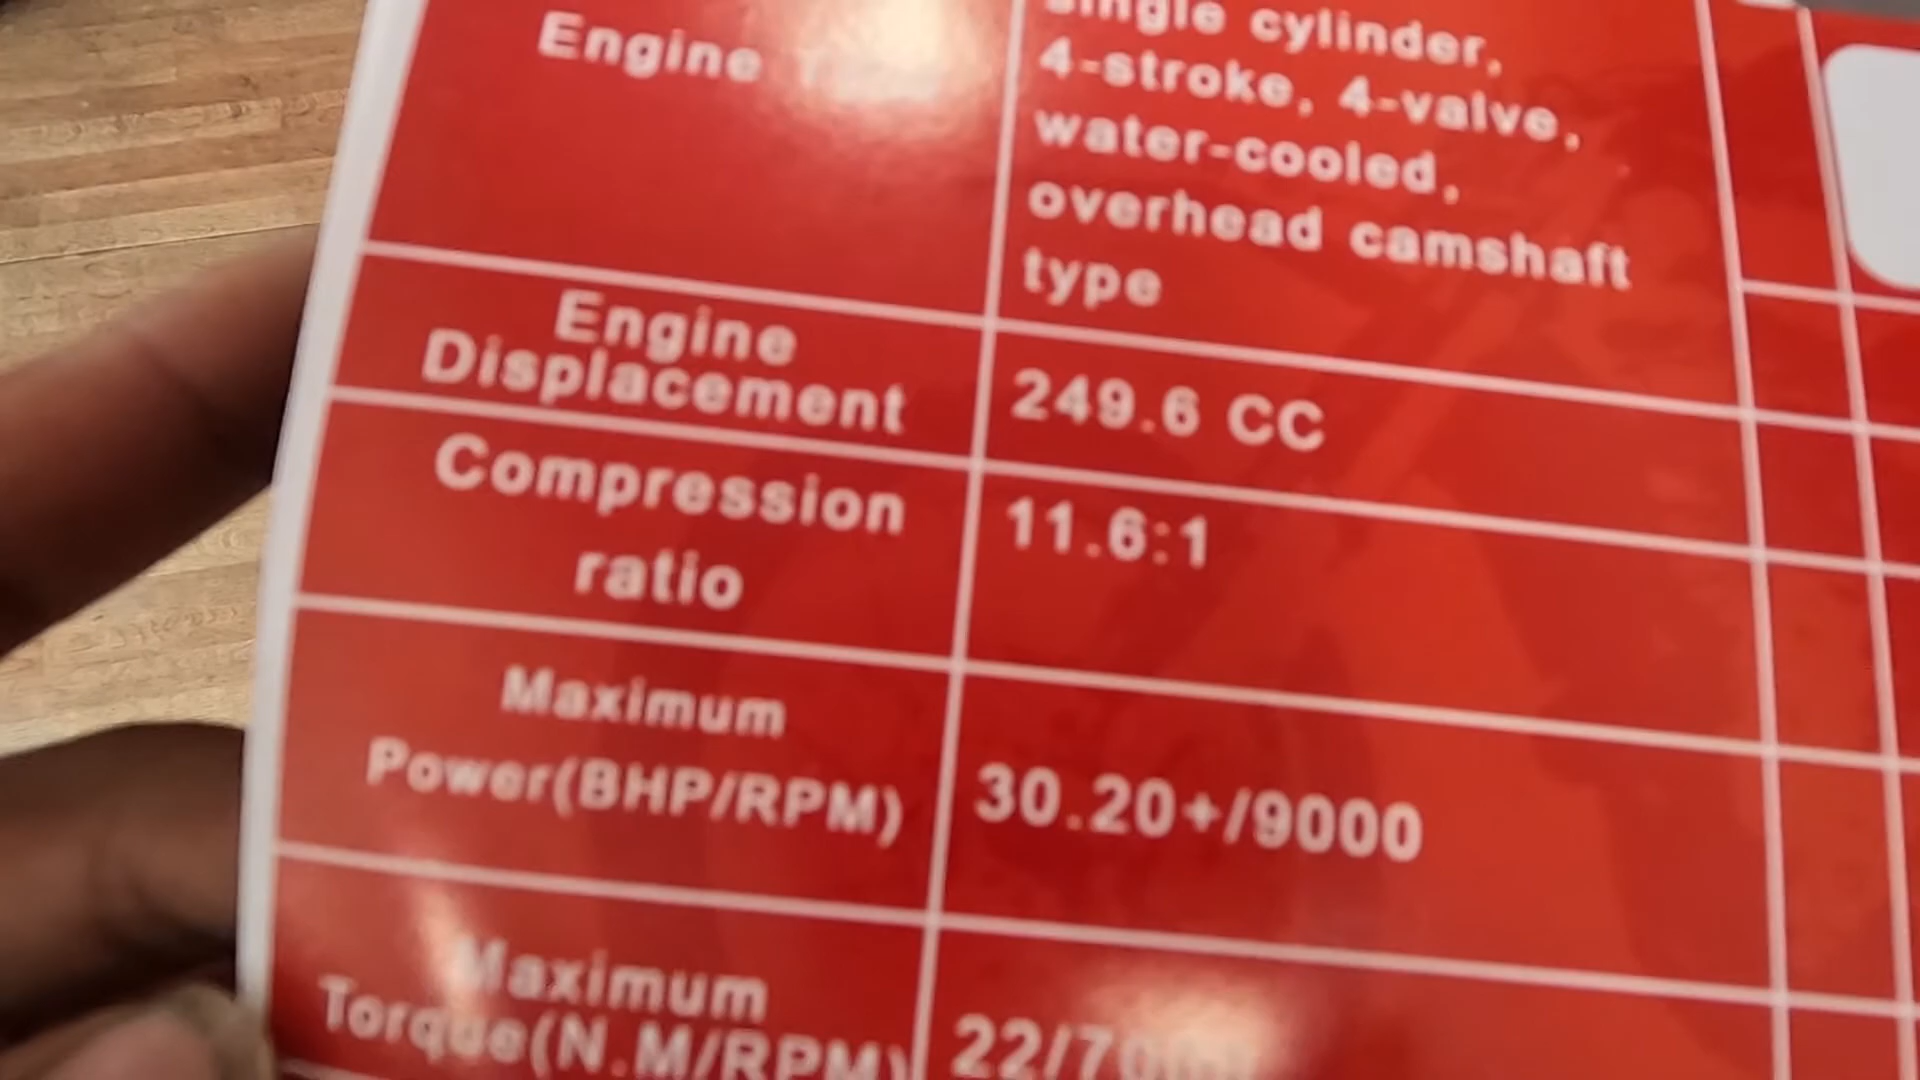 Engine
single cylinder,
4-stroke, 4-valve,
water-cooled,
overhead camshaft
type
Engine
Displacement
249.6 CC
Compression
ratio
11.6:1
Maximum
Power(BHP/RPM)
30.20+/9000
Maximum
Torque(N.M/RPM)